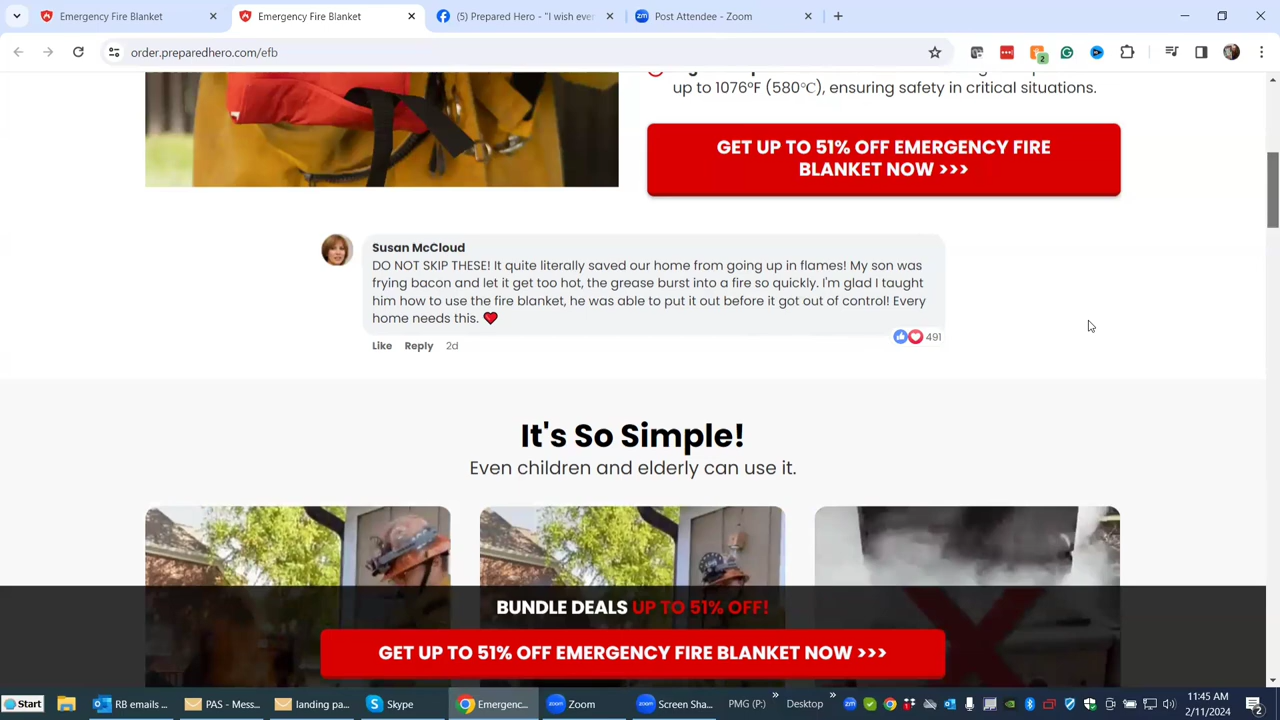 Emergency Fire Blanket
Emergency Fire Blanket
(5) Prepared Hero - "I wish ever
Post Attendee - Zoom
order.preparedhero.com/efb
2
up to 1076°F (580℃), ensuring safety in critical situations.
GET UP TO 51% OFF EMERGENCY FIRE
BLANKET NOW >>>
Susan McCloud
DO NOT SKIP THESE! It quite literally saved our home from going up in flames! My son was
frying bacon and let it get too hot, the grease burst into a fire so quickly. I'm glad I taught
him how to use the fire blanket, he was able to put it out before it got out of control! Every
home needs this. ❤️
Like Reply 2d
491
It's So Simple!
Even children and elderly can use it.
BUNDLE DEALS UP TO 51% OFF!
GET UP TO 51% OFF EMERGENCY FIRE BLANKET NOW >>>
Start
RB emails ...
PAS - Mess...
landing pa...
Skype
Emergenc...
Zoom
Screen Sha...
PMG (P:)
Desktop
11:45 AM
2/11/2024
2